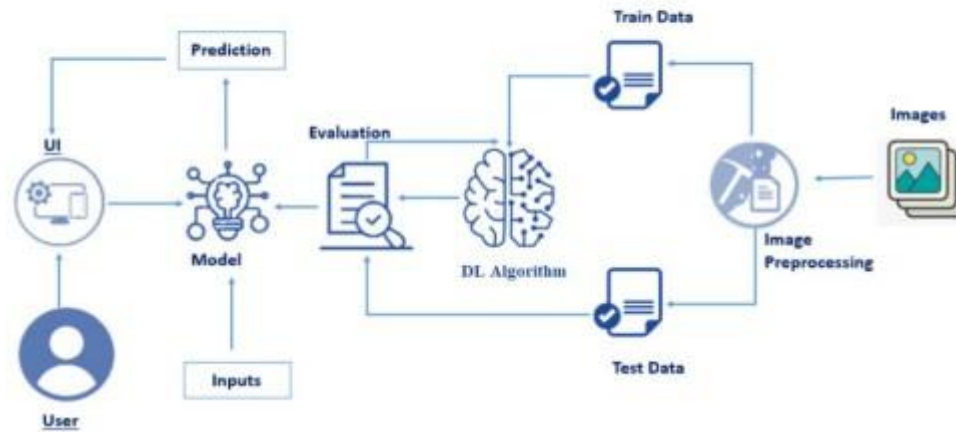 Train Data
Prediction
Images
Evaluation
UI
Model
DL Algorithm
Image
Preprocessing
Inputs
Test Data
User